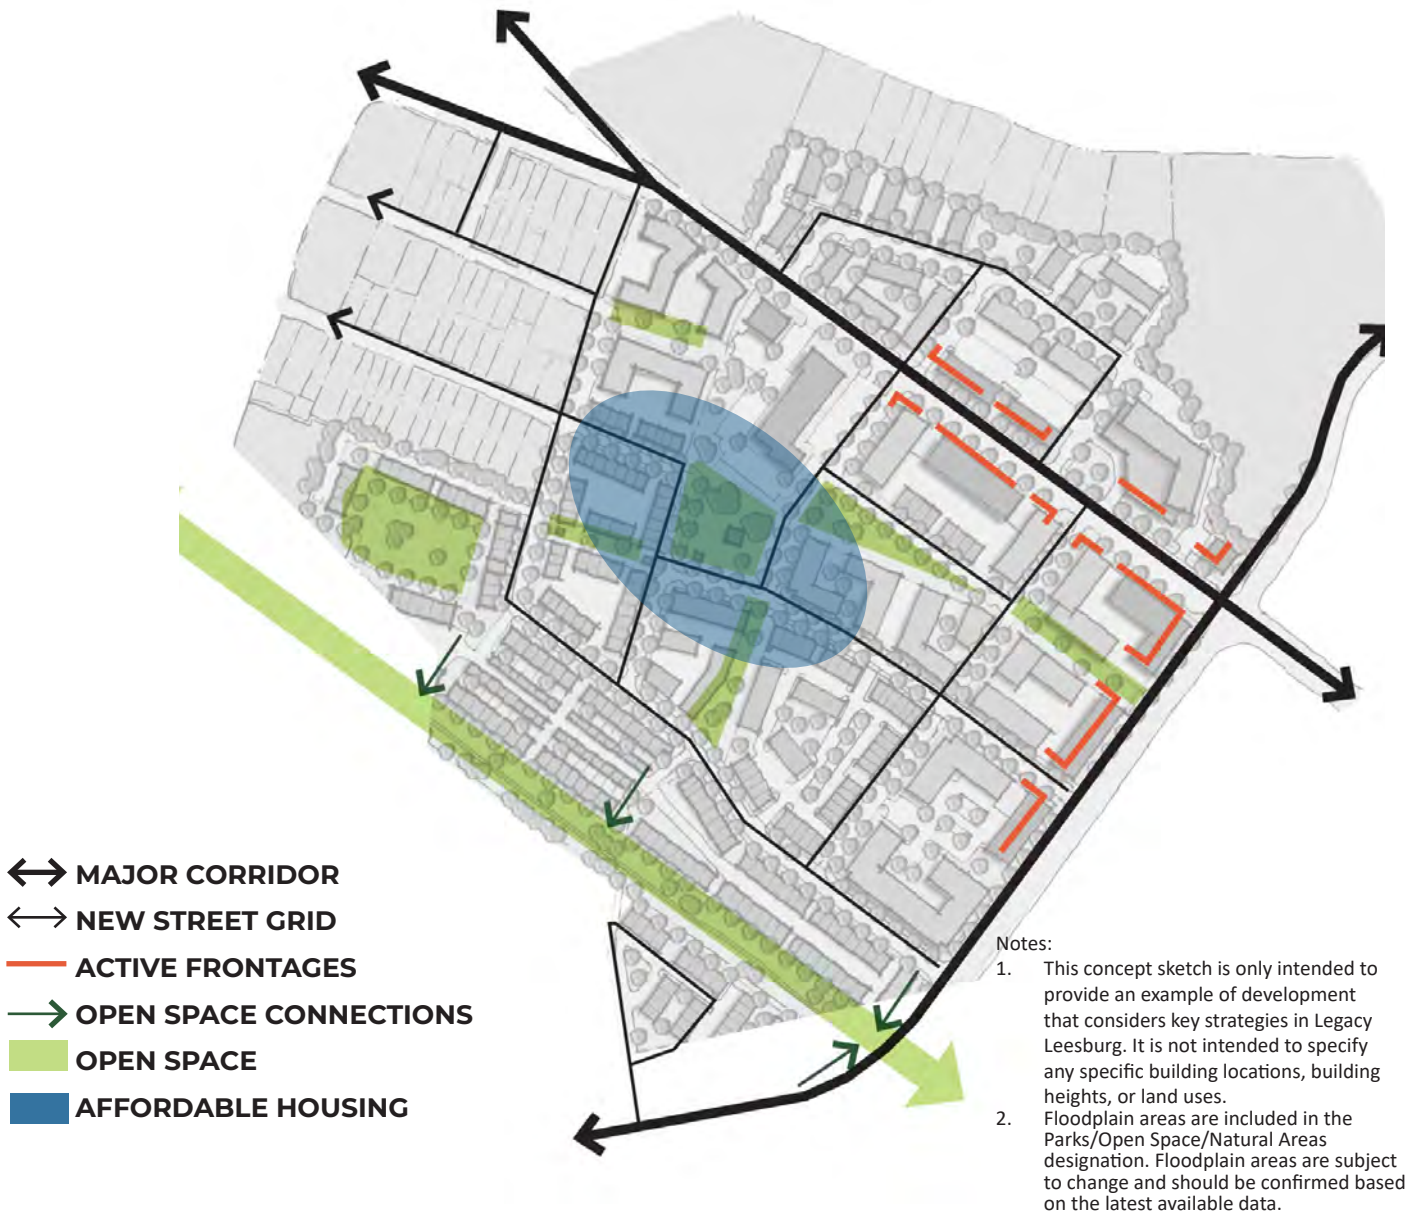 MAJOR CORRIDOR
NEW STREET GRID
ACTIVE FRONTAGES
OPEN SPACE CONNECTIONS
OPEN SPACE
AFFORDABLE HOUSING
Notes:
1. This concept sketch is only intended to
provide an example of development
that considers key strategies in Legacy
Leesburg. It is not intended to specify
any specific building locations, building
heights, or land uses.
2. Floodplain areas are included in the
Parks/Open Space/Natural Areas
designation. Floodplain areas are subject
to change and should be confirmed based
on the latest available data.